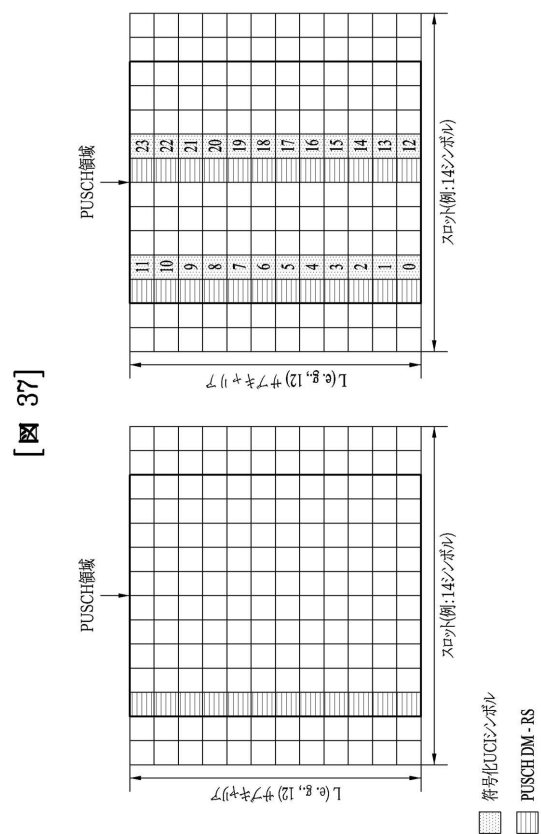 [図 37]
PUSCH領域
L (e. g., 12) サブキャリア
スロット(例:14シンボル)
PUSCH領域
L (e. g., 12) サブキャリア
11 23
10 22
9 21
8 20
7 19
6 18
5 17
4 16
3 15
2 14
1 13
0 12
スロット(例:14シンボル)
符号化UCIシンボル
PUSCH DM - RS